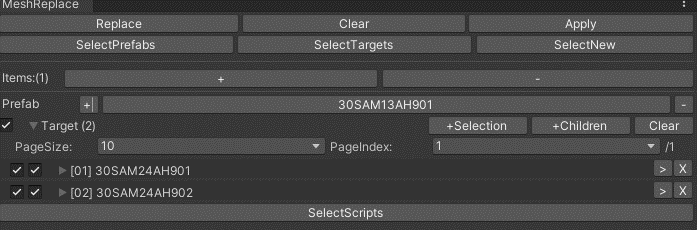 MeshReplace
Replace Clear Apply
SelectPrefabs SelectTargets SelectNew
Items:(1) + -
Prefab +| 30SAM13AH901 -
Target (2) +Selection +Children Clear
PageSize: 10 PageIndex: 1 /1
[01] 30SAM24AH901 > X
[02] 30SAM24AH902 > X
SelectScripts